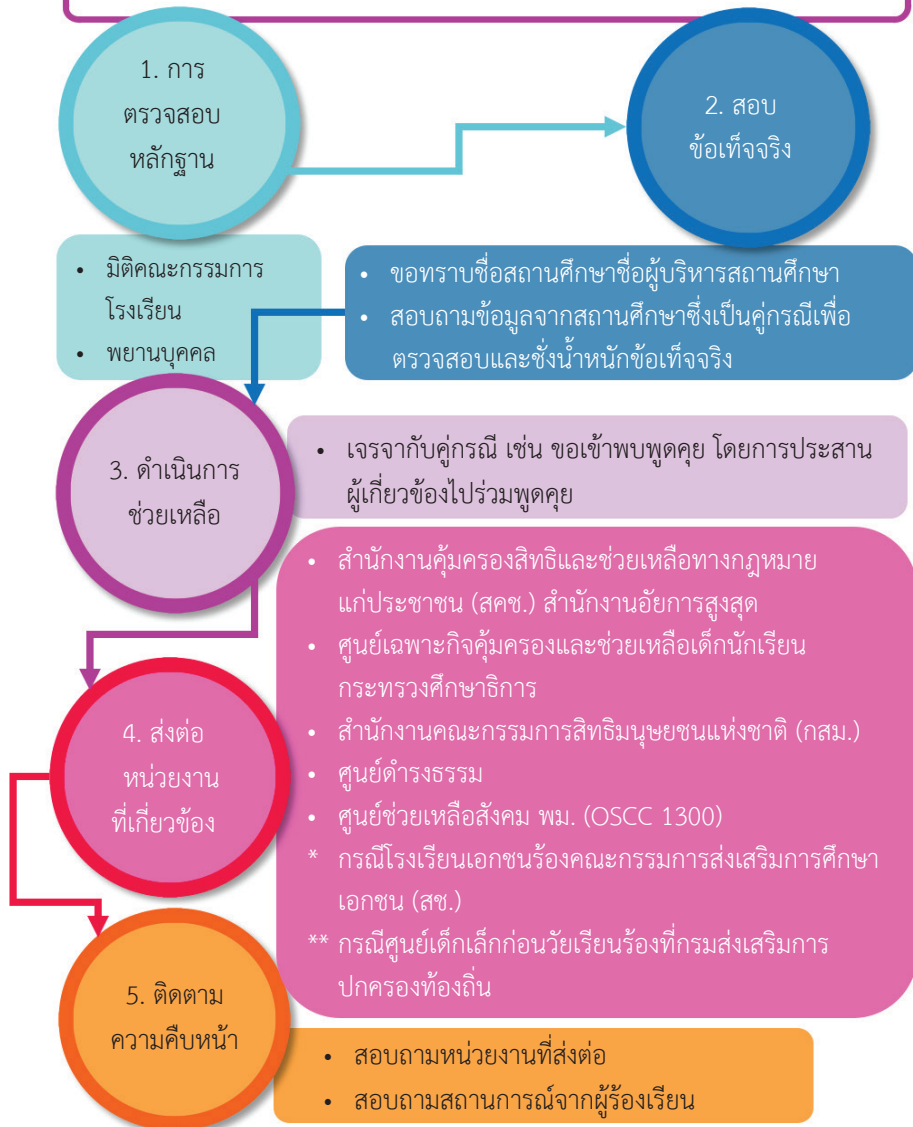 1. การ
ตรวจสอบ
หลักฐาน
2. สอบ
ข้อเท็จจริง
• มิติคณะกรรมการ
โรงเรียน
• พยานบุคคล
• ขอทราบชื่อสถานศึกษาชื่อผู้บริหารสถานศึกษา
• สอบถามข้อมูลจากสถานศึกษาซึ่งเป็นคู่กรณีเพื่อ
ตรวจสอบและชั่งน้ำหนักข้อเท็จจริง
3. ดำเนินการ
ช่วยเหลือ
• เจรจากับคู่กรณี เช่น ขอเข้าพบพูดคุย โดยการประสาน
ผู้เกี่ยวข้องไปร่วมพูดคุย
4. ส่งต่อ
หน่วยงาน
ที่เกี่ยวข้อง
• สำนักงานคุ้มครองสิทธิและช่วยเหลือทางกฎหมาย
แก่ประชาชน (สคช.) สำนักงานอัยการสูงสุด
• ศูนย์เฉพาะกิจคุ้มครองและช่วยเหลือเด็กนักเรียน
กระทรวงศึกษาธิการ
• สำนักงานคณะกรรมการสิทธิมนุษยชนแห่งชาติ (กสม.)
• ศูนย์ดำรงธรรม
• ศูนย์ช่วยเหลือสังคม พม. (OSCC 1300)
* กรณีโรงเรียนเอกชนร้องคณะกรรมการส่งเสริมการศึกษา
เอกชน (สช.)
** กรณีศูนย์เด็กเล็กก่อนวัยเรียนร้องที่กรมส่งเสริมการ
ปกครองท้องถิ่น
5. ติดตาม
ความคืบหน้า
• สอบถามหน่วยงานที่ส่งต่อ
• สอบถามสถานการณ์จากผู้ร้องเรียน